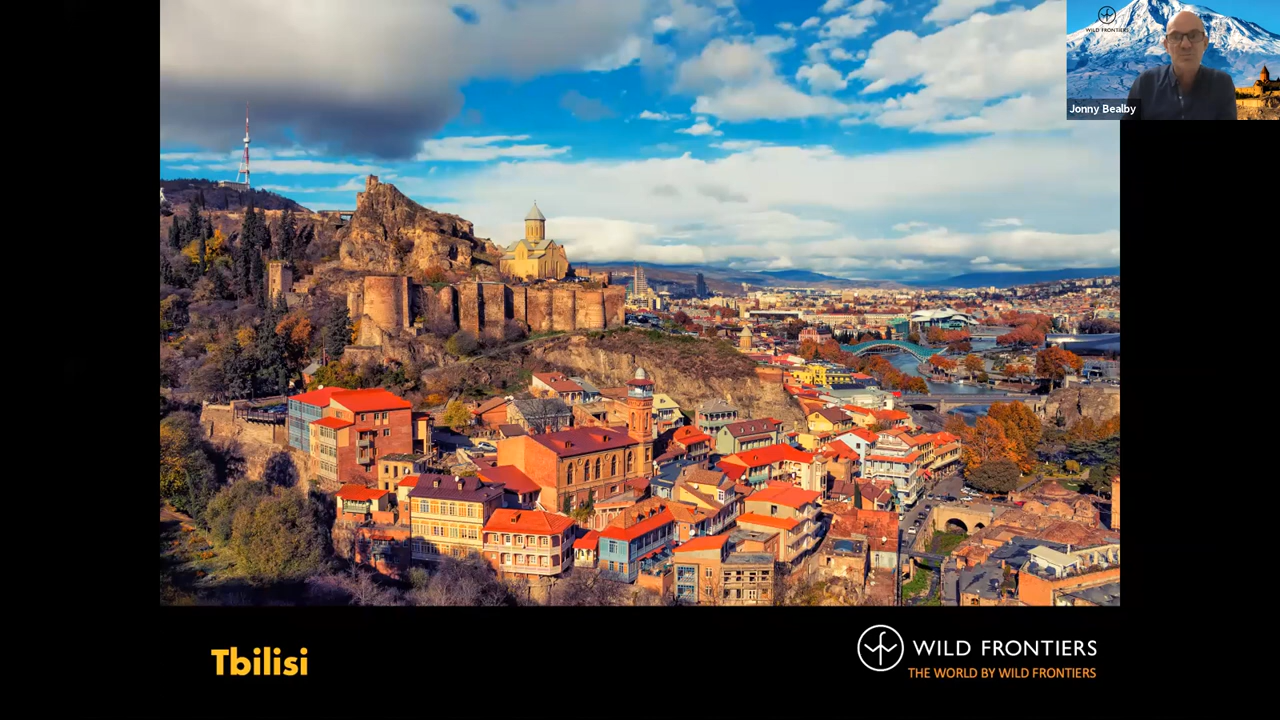 WILD FRONTIERS
Jonny Bealby
Tbilisi
WILD FRONTIERS
THE WORLD BY WILD FRONTIERS